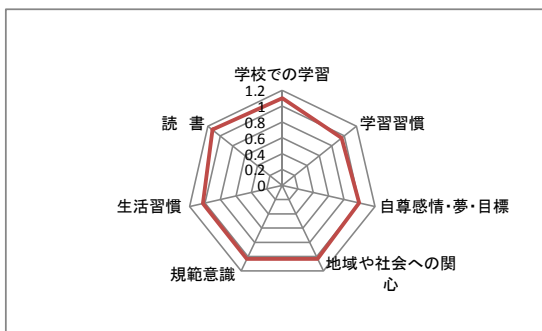 学校での学習
1.2
1
0.8
0.6
0.4
0.2
0
学習習慣
自尊感情・夢・目標
地域や社会への関
心
規範意識
生活習慣
読 書